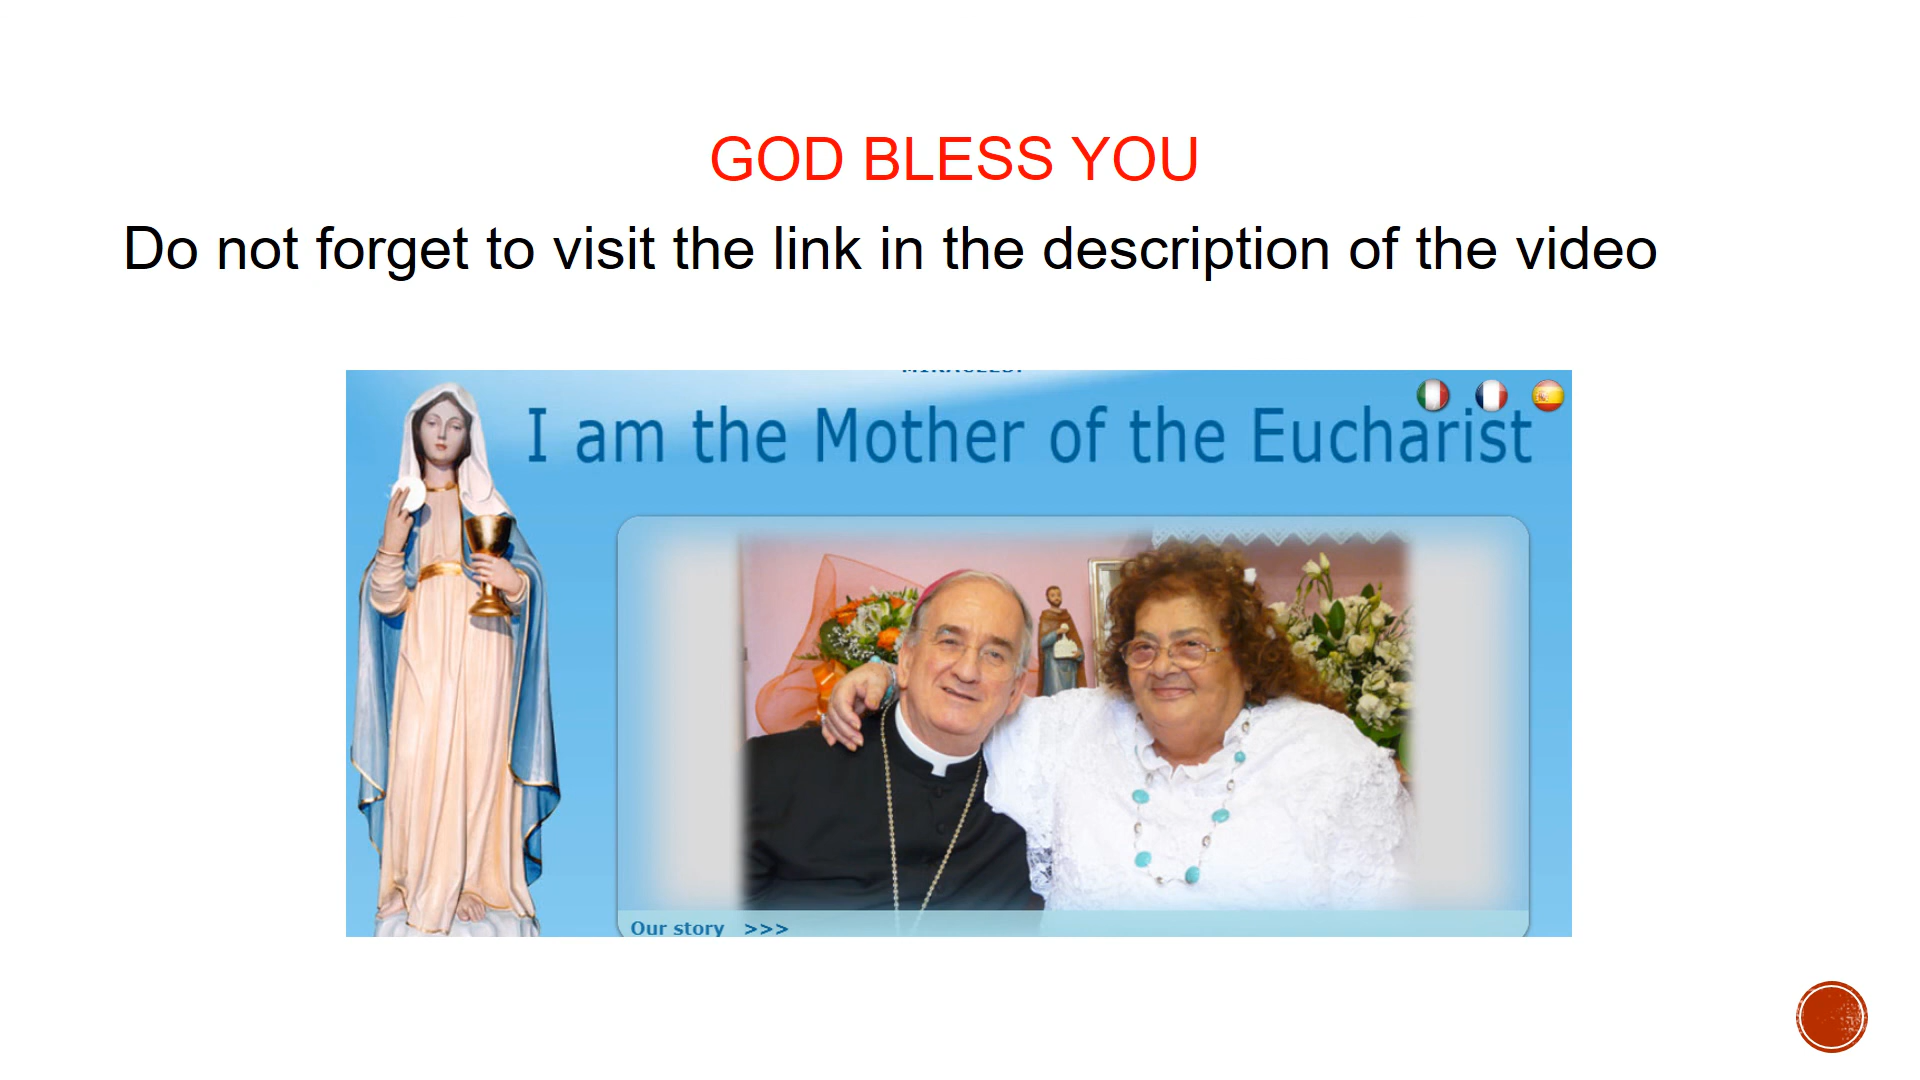 GOD BLESS YOU
Do not forget to visit the link in the description of the video
I am the Mother of the Eucharist
Our story >>>